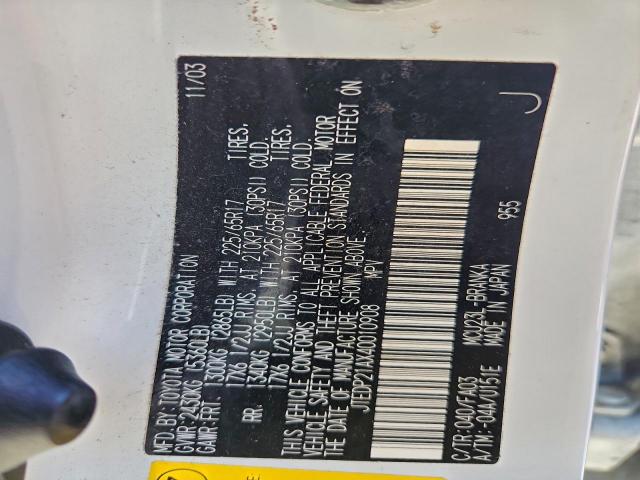 MFD.BY: TOYOTA MOTOR CORPORATION 11/03
GVWR:2430KG (5360LB)
GAWR:FRT. 1300KG (2865LB) WITH 225/65R17 TIRES,
17X6 1/2JJ RIMS, AT 210KPA (30PSI) COLD.
RR. 1340KG (2950LB) WITH 225/65R17 TIRES,
17X6 1/2JJ RIMS, AT 210KPA (30PSI) COLD.
THIS VEHICLE CONFORMS TO ALL APPLICABLE FEDERAL MOTOR
VEHICLE SAFETY AND THEFT PREVENTION STANDARDS IN EFFECT ON
THE DATE OF MANUFACTURE SHOWN ABOVE.
MPV
C/TR:040/FJ03 MCU23L-BRANKA 955 J
A/TM:-04A/U151E MADE IN JAPAN